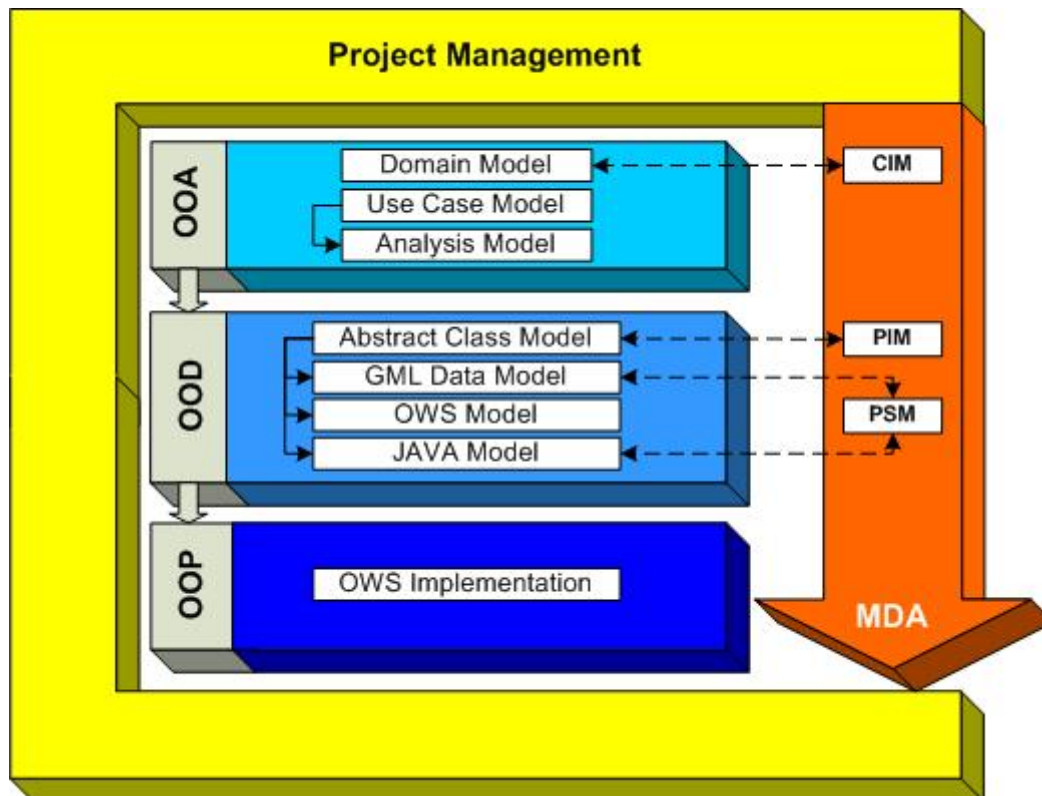 Project Management
OOA
Domain Model
CIM
Use Case Model
Analysis Model
OOD
Abstract Class Model
PIM
GML Data Model
OWS Model
PSM
JAVA Model
OOP
OWS Implementation
MDA